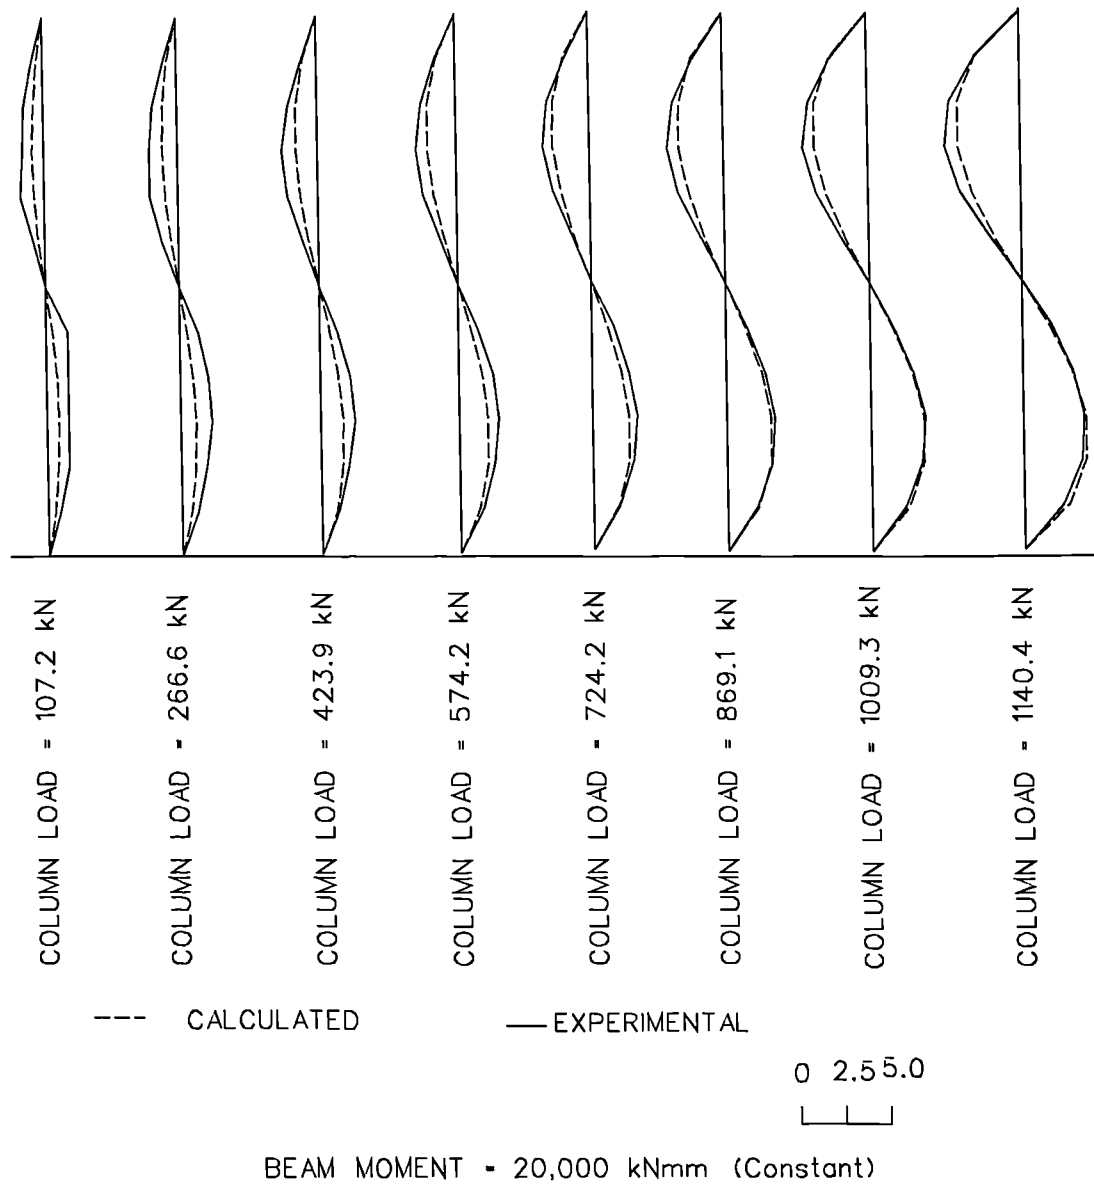 COLUMN LOAD = 107.2 kN
COLUMN LOAD = 266.6 kN
COLUMN LOAD = 423.9 kN
COLUMN LOAD = 574.2 kN
COLUMN LOAD = 724.2 kN
COLUMN LOAD = 869.1 kN
COLUMN LOAD = 1009.3 kN
COLUMN LOAD = 1140.4 kN
--- CALCULATED — EXPERIMENTAL
0 2.5 5.0
BEAM MOMENT = 20,000 kNmm (Constant)